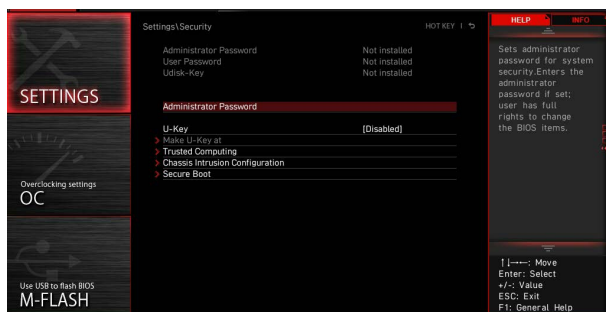 Settings\Security
HOT KEY | ↩
HELP
INFO
Administrator Password Not installed
User Password Not installed
Udisk-Key Not installed
Administrator Password
U-Key [Disabled]
> Make U-Key at
> Trusted Computing
> Chassis Intrusion Configuration
> Secure Boot
SETTINGS
Overclocking settings
OC
Use USB to flash BIOS
M-FLASH
Sets administrator
password for system
security.Enters the
administrator
password if set;
user has full
rights to change
the BIOS items.
↑↓→←: Move
Enter: Select
+/-: Value
ESC: Exit
F1: General Help